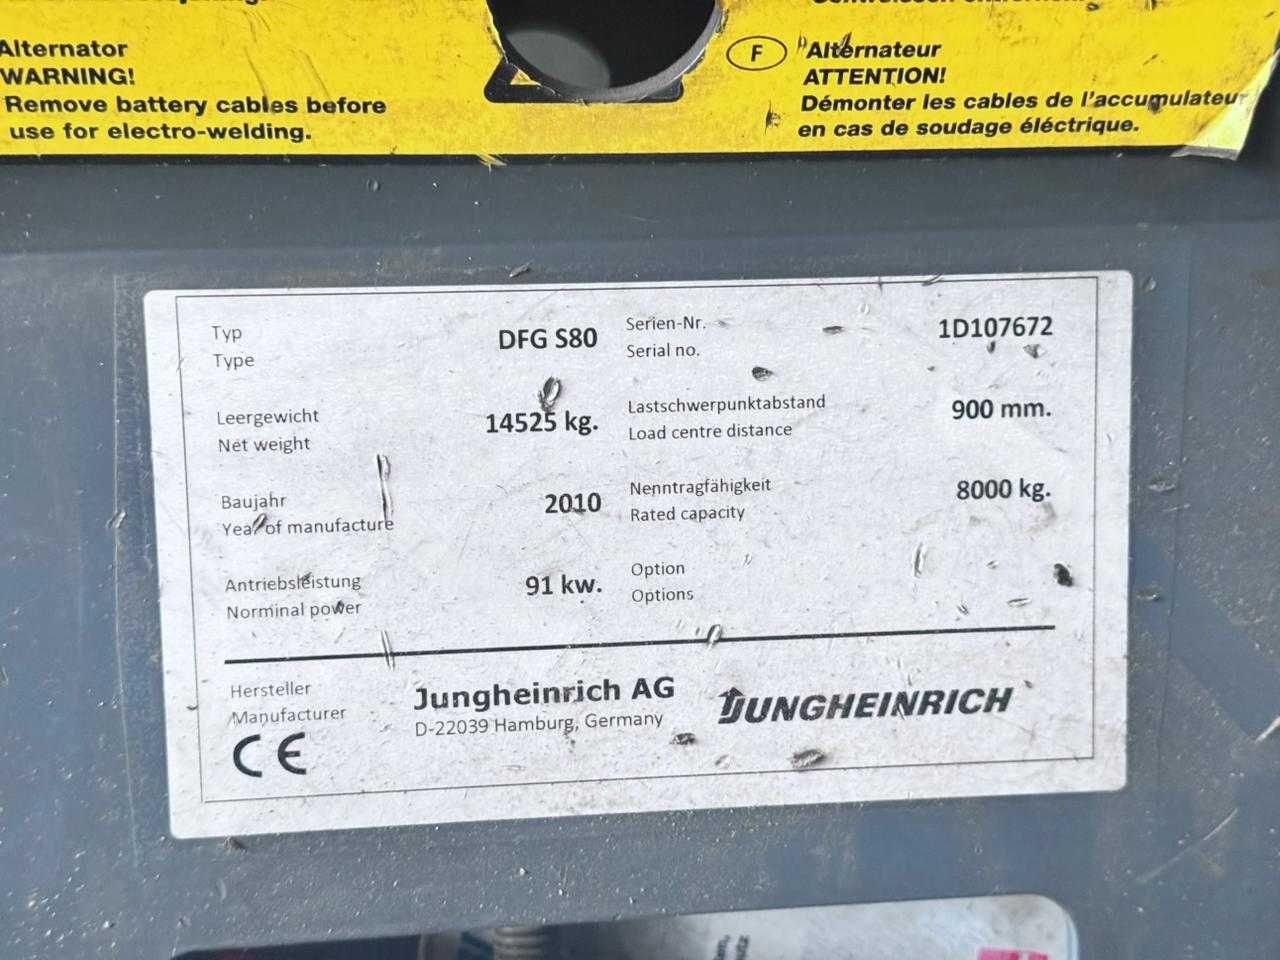 Alternator
WARNING!
Remove battery cables before
use for electro-welding.
F
Alternateur
ATTENTION!
Démonter les cables de l'accumulateur
en cas de soudage éléctrique.
Typ
Type
DFG S80
Serien-Nr.
Serial no.
1D107672
Leergewicht
Net weight
14525 kg.
Lastschwerpunktabstand
Load centre distance
900 mm.
Baujahr
Year of manufacture
2010
Nenntragfähigkeit
Rated capacity
8000 kg.
Antriebsleistung
Norminal power
91 kw.
Option
Options
Hersteller
Manufacturer
Jungheinrich AG
D-22039 Hamburg, Germany
JUNGHEINRICH
CE